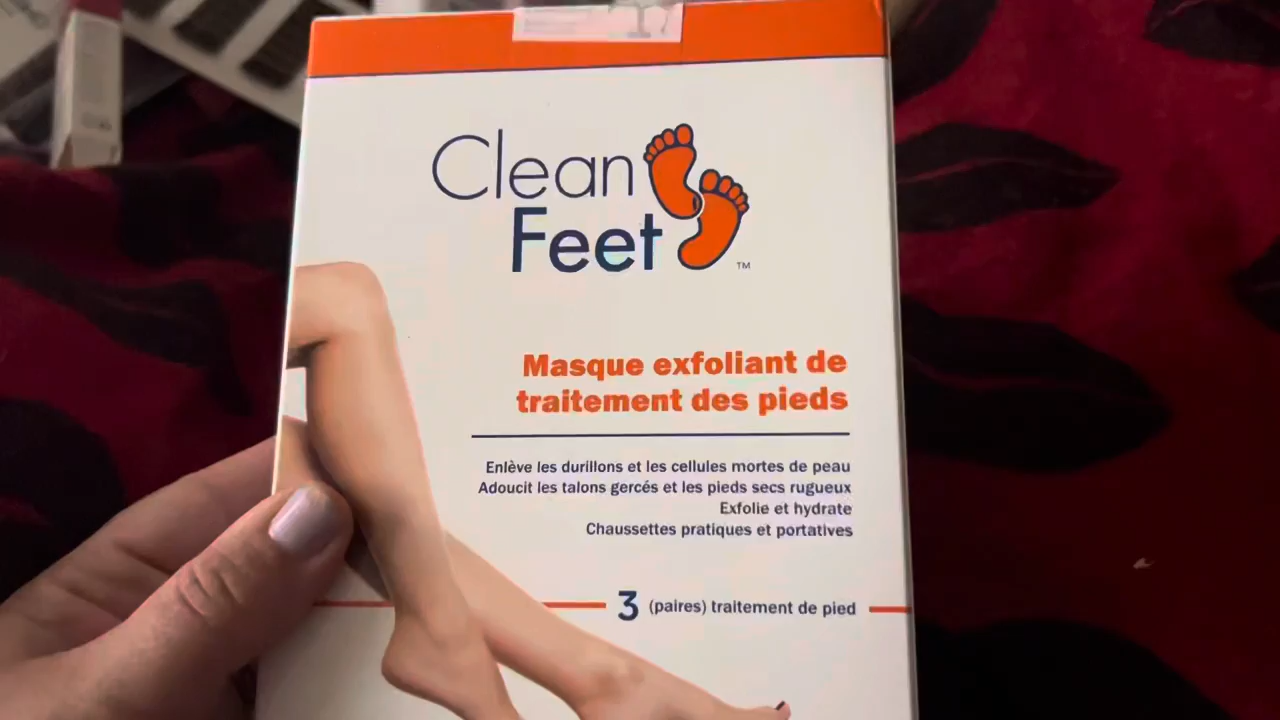 Clean
Feet
TM
Masque exfoliant de
traitement des pieds
Enlève les durillons et les cellules mortes de peau
Adoucit les talons gercés et les pieds secs rugueux
Exfolie et hydrate
Chaussettes pratiques et portatives
3 (paires) traitement de pied